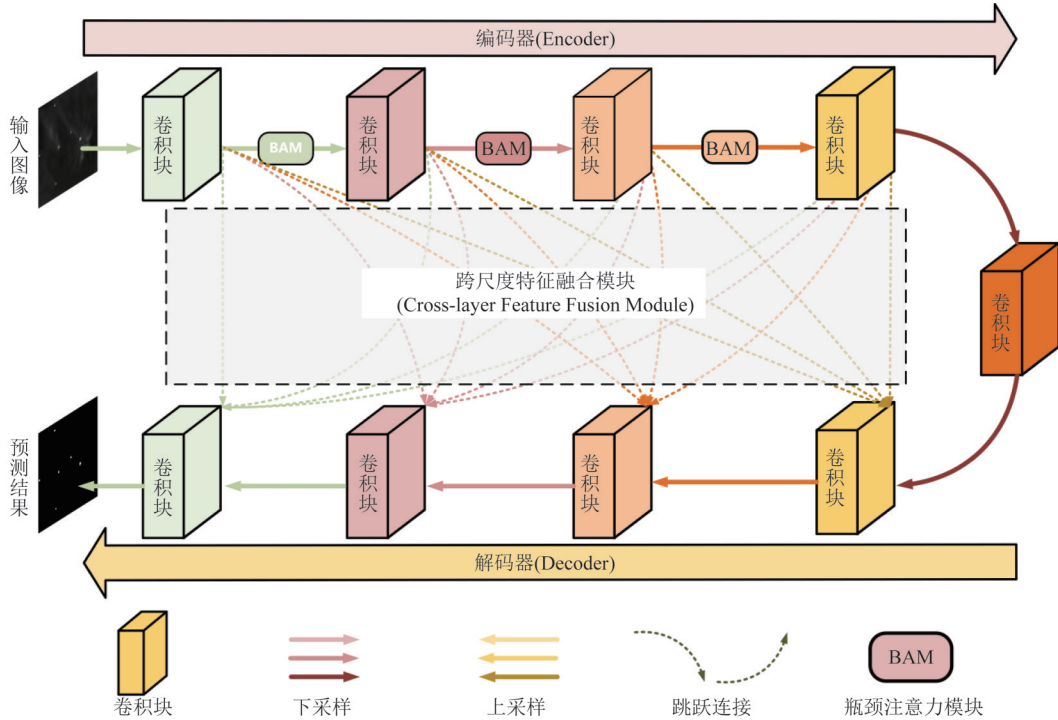 编码器(Encoder)
输入图像
卷积块
BAM
卷积块
BAM
卷积块
BAM
卷积块
跨尺度特征融合模块
(Cross-layer Feature Fusion Module)
卷积块
预测结果
卷积块
卷积块
卷积块
卷积块
解码器(Decoder)
BAM
卷积块
下采样
上采样
跳跃连接
瓶颈注意力模块